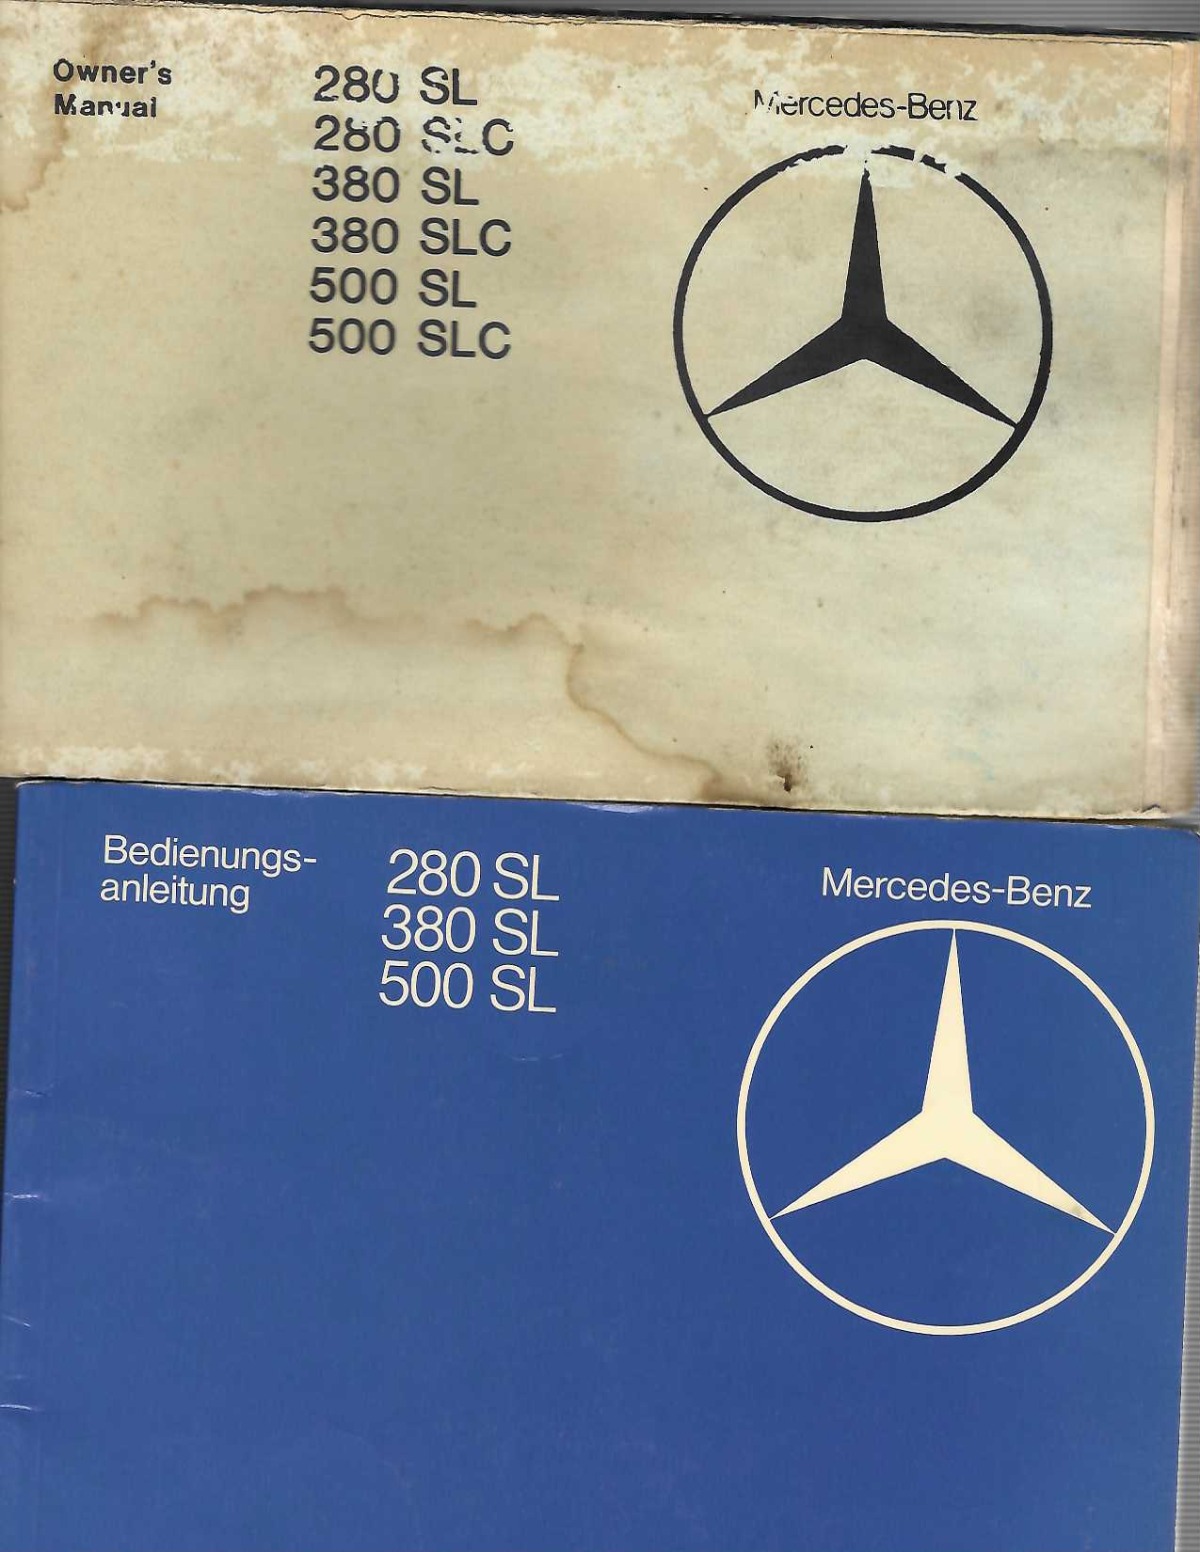 Owner's
Manual
280 SL
280 SLC
380 SL
380 SLC
500 SL
500 SLC
Mercedes-Benz
Bedienungs-
anleitung
280 SL
380 SL
500 SL
Mercedes-Benz